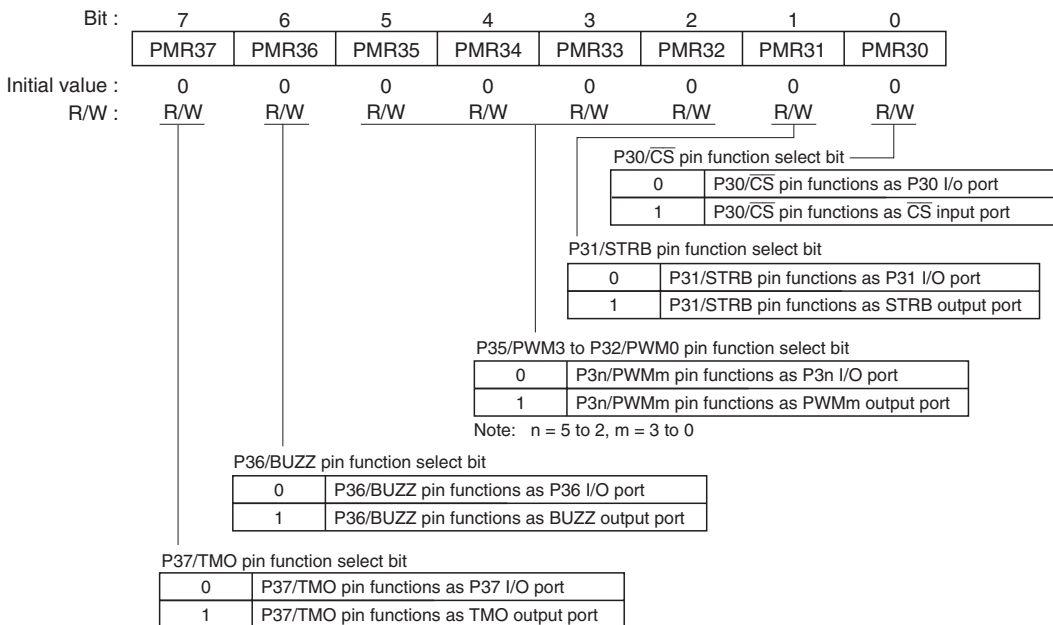 Bit : 7 6 5 4 3 2 1 0
PMR37 PMR36 PMR35 PMR34 PMR33 PMR32 PMR31 PMR30
Initial value : 0 0 0 0 0 0 0 0
R/W : R/W R/W R/W R/W R/W R/W R/W R/W
P30/C̅S̅ pin function select bit
0 P30/C̅S̅ pin functions as P30 I/o port
1 P30/C̅S̅ pin functions as C̅S̅ input port
P31/STRB pin function select bit
0 P31/STRB pin functions as P31 I/O port
1 P31/STRB pin functions as STRB output port
P35/PWM3 to P32/PWM0 pin function select bit
0 P3n/PWMm pin functions as P3n I/O port
1 P3n/PWMm pin functions as PWMm output port
Note: n = 5 to 2, m = 3 to 0
P36/BUZZ pin function select bit
0 P36/BUZZ pin functions as P36 I/O port
1 P36/BUZZ pin functions as BUZZ output port
P37/TMO pin function select bit
0 P37/TMO pin functions as P37 I/O port
1 P37/TMO pin functions as TMO output port